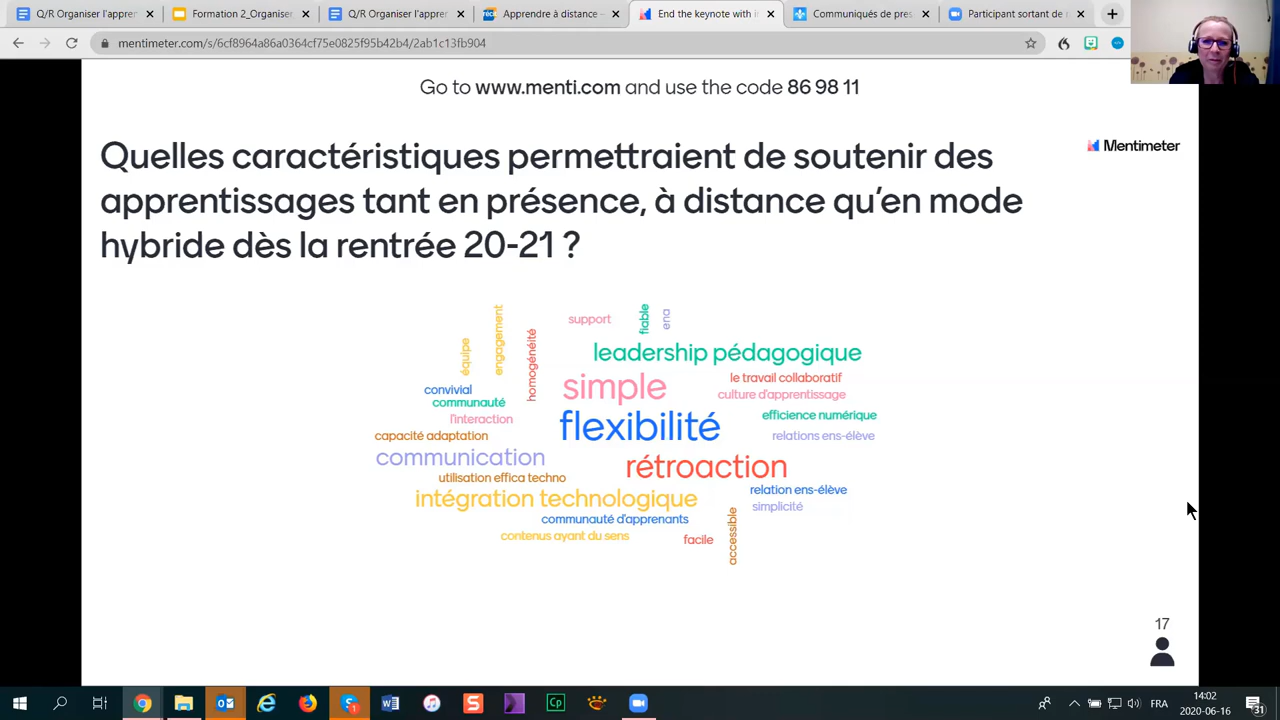 Q/R Organiser l'appren
Formation 2_Organiser
Q/R Organiser l'appren
Apprendre à distance -
End the keynote with i
Communiqués de pres
Participant sortant de r
mentimeter.com/s/6cf8964a86a0364cf75e0825f95b42b4/2ab1c13fb904
Go to www.menti.com and use the code 86 98 11
Mentimeter
Quelles caractéristiques permettraient de soutenir des
apprentissages tant en présence, à distance qu'en mode
hybride dès la rentrée 20-21 ?
équipe
engagement
homogénéité
support
fiable
ena
leadership pédagogique
simple
le travail collaboratif
convivial
culture d'apprentissage
communauté
efficience numérique
l'interaction
flexibilité
capacité adaptation
relations ens-élève
communication
rétroaction
utilisation effica techno
relation ens-élève
intégration technologique
simplicité
communauté d'apprenants
contenus ayant du sens
facile
accessible
17
FR
14:02
2020-06-16
31